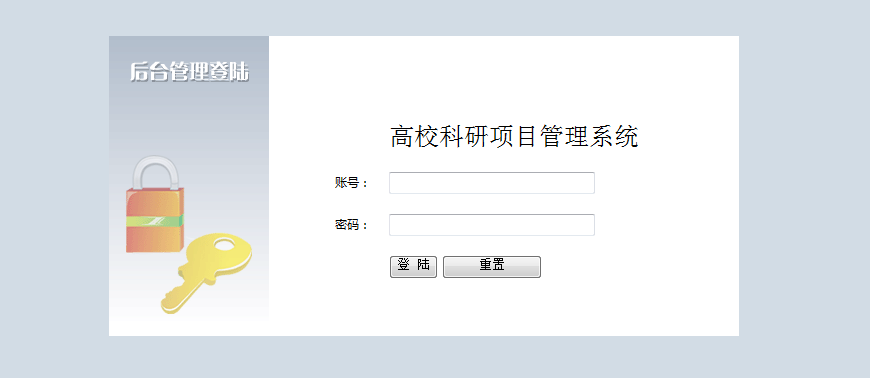 后台管理登陆
高校科研项目管理系统
账号：
密码：
登 陆 重置